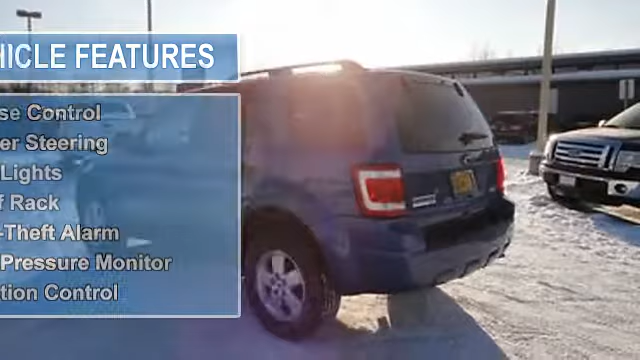 HICLE FEATURES
se Control
er Steering
Lights
f Rack
-Theft Alarm
Pressure Monitor
tion Control